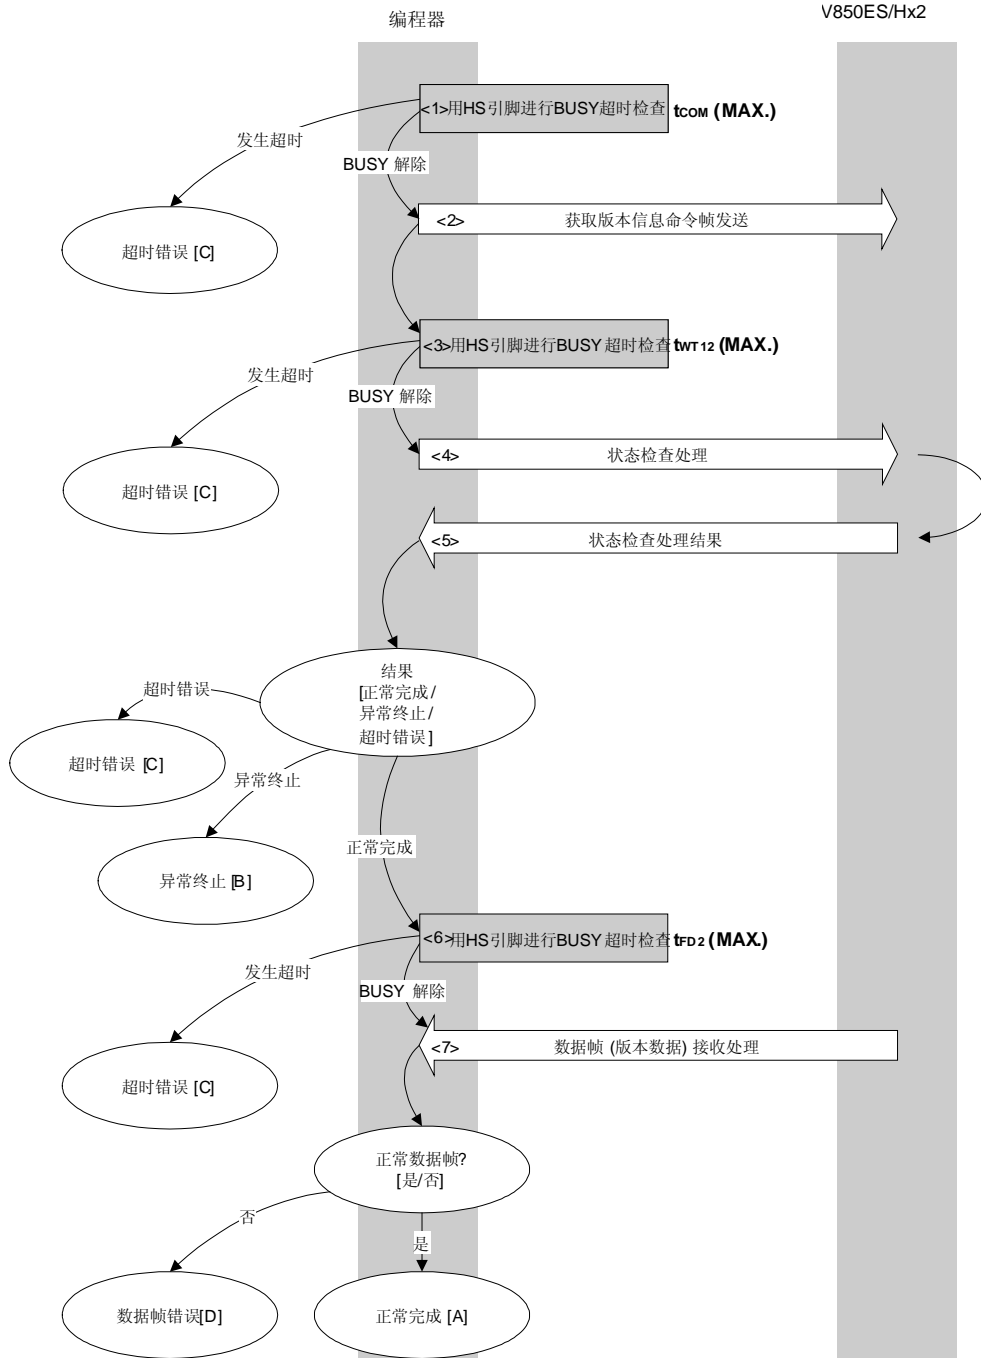 编程器
V850ES/Hx2
<1>用HS引脚进行BUSY超时检查 tCOM (MAX.)
发生超时
BUSY 解除
<2> 获取版本信息命令帧发送
超时错误 [C]
<3>用HS引脚进行BUSY 超时检查 tWT12 (MAX.)
发生超时
BUSY 解除
<4> 状态检查处理
超时错误 [C]
<5> 状态检查处理结果
结果
[正常完成/
异常终止/
超时错误]
超时错误
超时错误 [C]
异常终止
正常完成
异常终止 [B]
<6>用HS引脚进行BUSY 超时检查 tFD2 (MAX.)
发生超时
BUSY 解除
<7> 数据帧 (版本数据) 接收处理
超时错误 [C]
正常数据帧?
[是/否]
否
是
数据帧错误[D]
正常完成 [A]